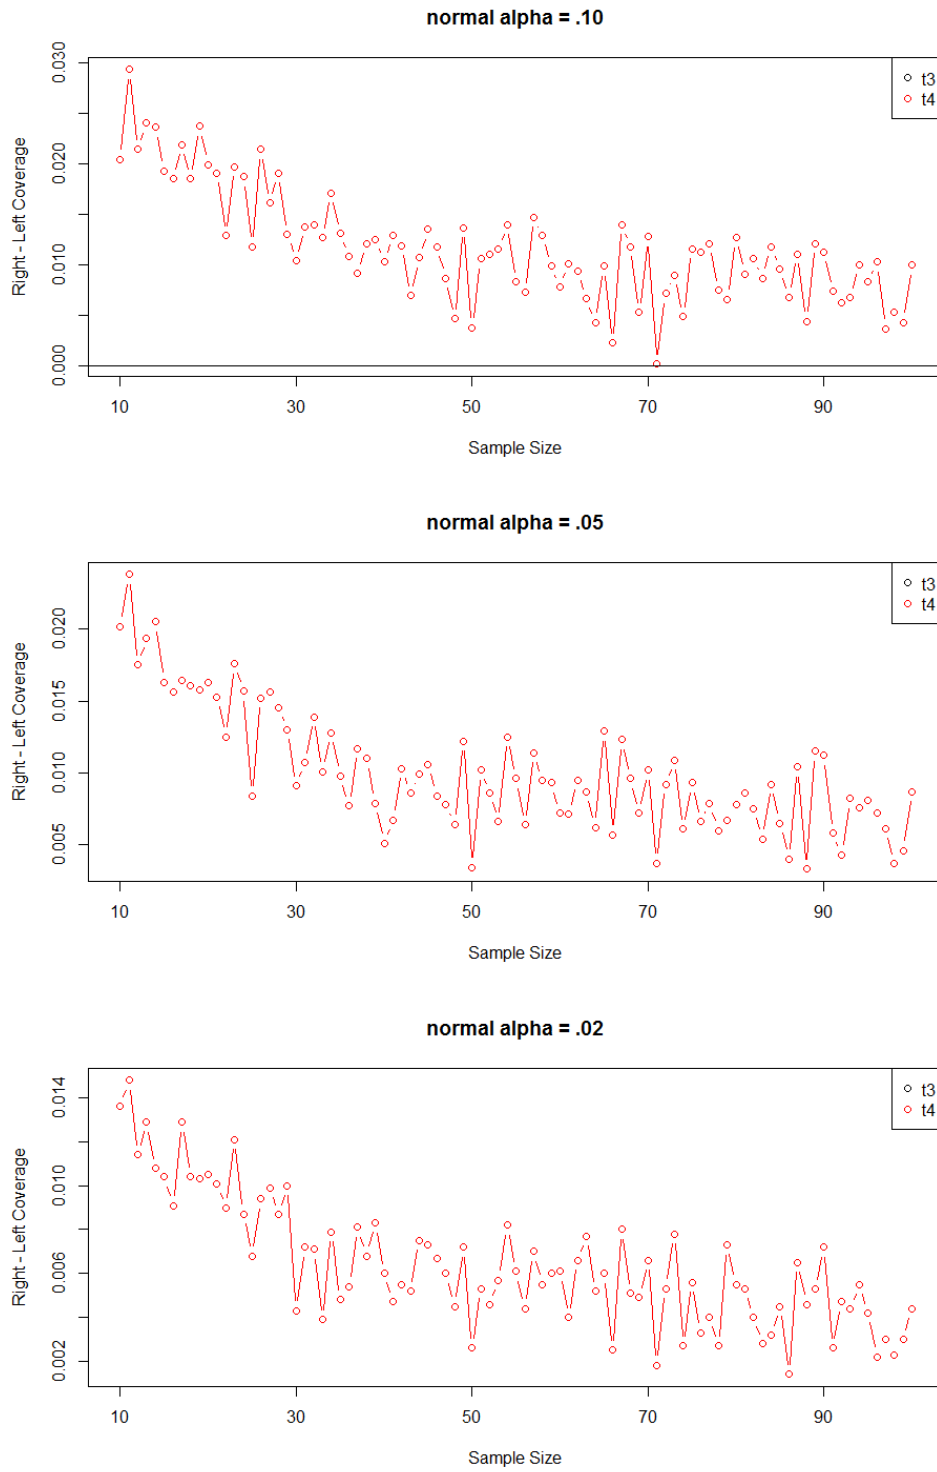 normal alpha = .10
Right - Left Coverage
0.030
0.020
0.010
0.000
t3
t4
10 30 50 70 90
Sample Size
normal alpha = .05
Right - Left Coverage
0.020
0.015
0.010
0.005
t3
t4
10 30 50 70 90
Sample Size
normal alpha = .02
Right - Left Coverage
0.014
0.010
0.006
0.002
t3
t4
10 30 50 70 90
Sample Size